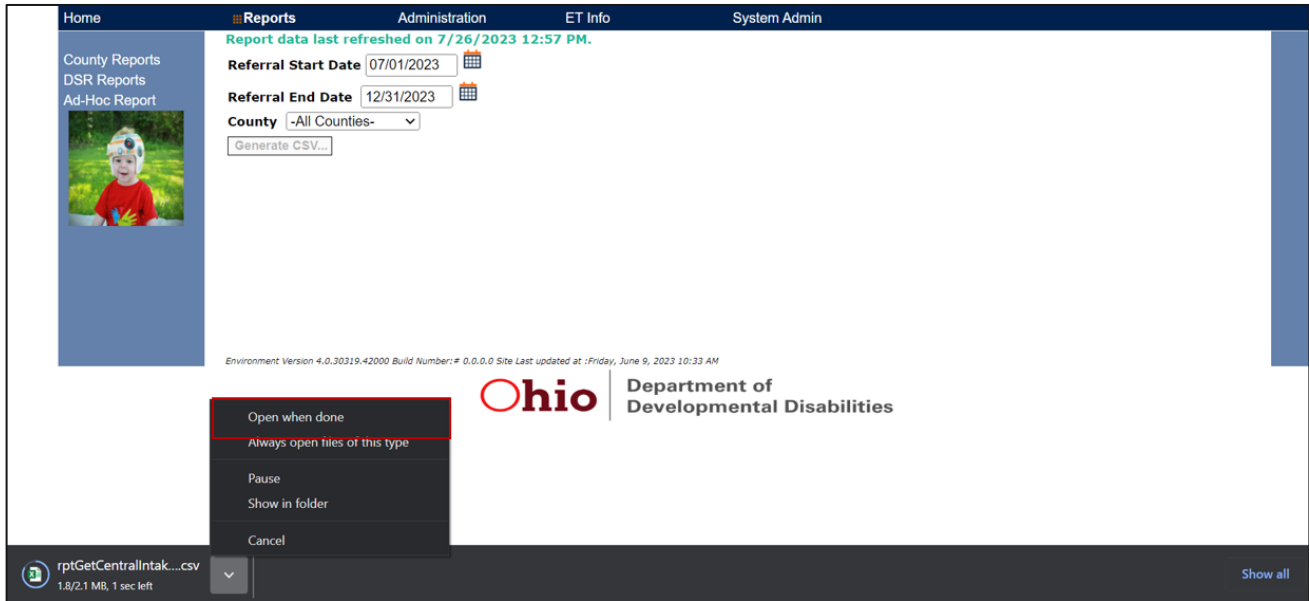 Home Reports Administration ET Info System Admin
Report data last refreshed on 7/26/2023 12:57 PM.
County Reports
DSR Reports
Ad-Hoc Report
Referral Start Date 07/01/2023
Referral End Date 12/31/2023
County -All Counties-
Generate CSV...
Environment Version 4.0.30319.42000 Build Number:# 0.0.0.0 Site Last updated at :Friday, June 9, 2023 10:33 AM
Ohio Department of
Developmental Disabilities
Open when done
Always open files of this type
Pause
Show in folder
Cancel
rptGetCentralIntak....csv
1.8/2.1 MB, 1 sec left
Show all